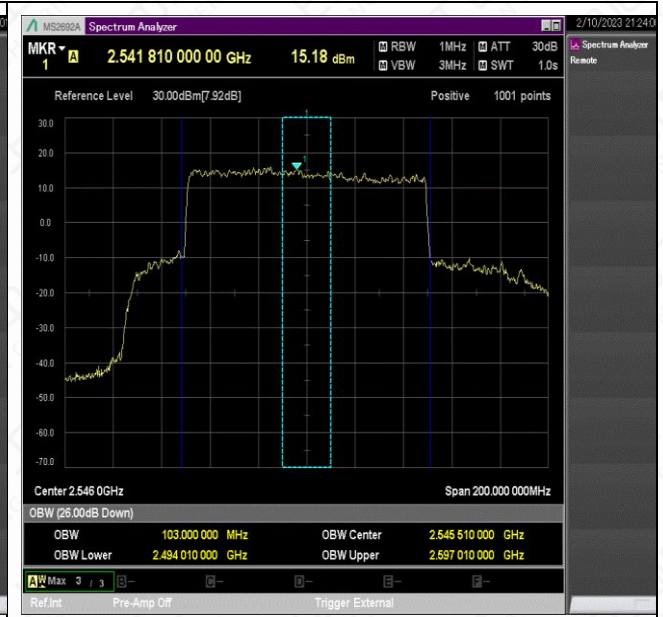 MS2692A Spectrum Analyzer
2/10/2023 21:24:0
MKR 1 A 2.541 810 000 00 GHz 15.18 dBm
M RBW 1MHz M ATT 30dB
M VBW 3MHz M SWT 1.0s
Spectrum Analyzer
Remote
Reference Level 30.00dBm[7.92dB] Positive 1001 points
1
30.0
20.0
10.0
0.0
-10.0
-20.0
-30.0
-40.0
-50.0
-60.0
-70.0
Center 2.546 0GHz Span 200.000 000MHz
OBW (26.00dB Down)
OBW 103.000 000 MHz OBW Center 2.545 510 000 GHz
OBW Lower 2.494 010 000 GHz OBW Upper 2.597 010 000 GHz
A W Max 3 / 3 B- C- D- E- F-
Ref.Int Pre-Amp Off Trigger External